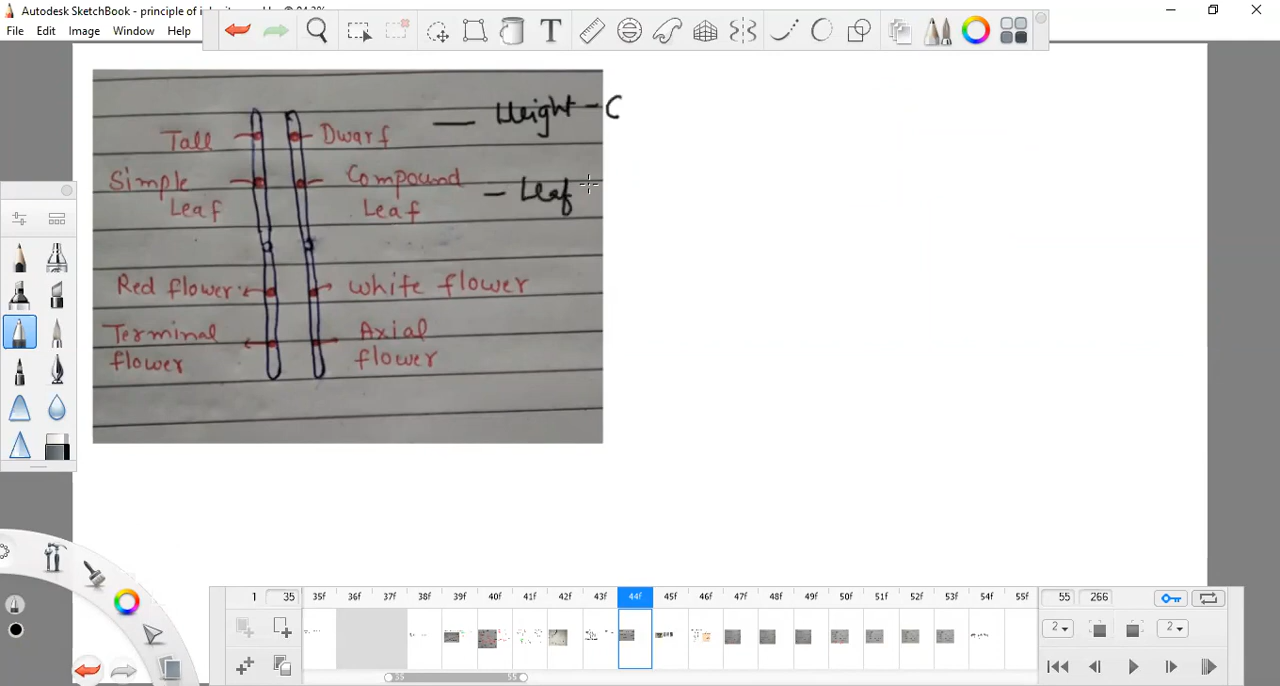 Autodesk SketchBook - principle of
File Edit Image Window Help
Tall Dwarf — Height - C
Simple Leaf Compound Leaf - Leaf
Red flower white flower
Terminal flower Axial flower
1 35 35f 36f 37f 38f 39f 40f 41f 42f 43f 44f 45f 46f 47f 48f 49f 50f 51f 52f 53f 54f 55f 55 266
2 2
35 55